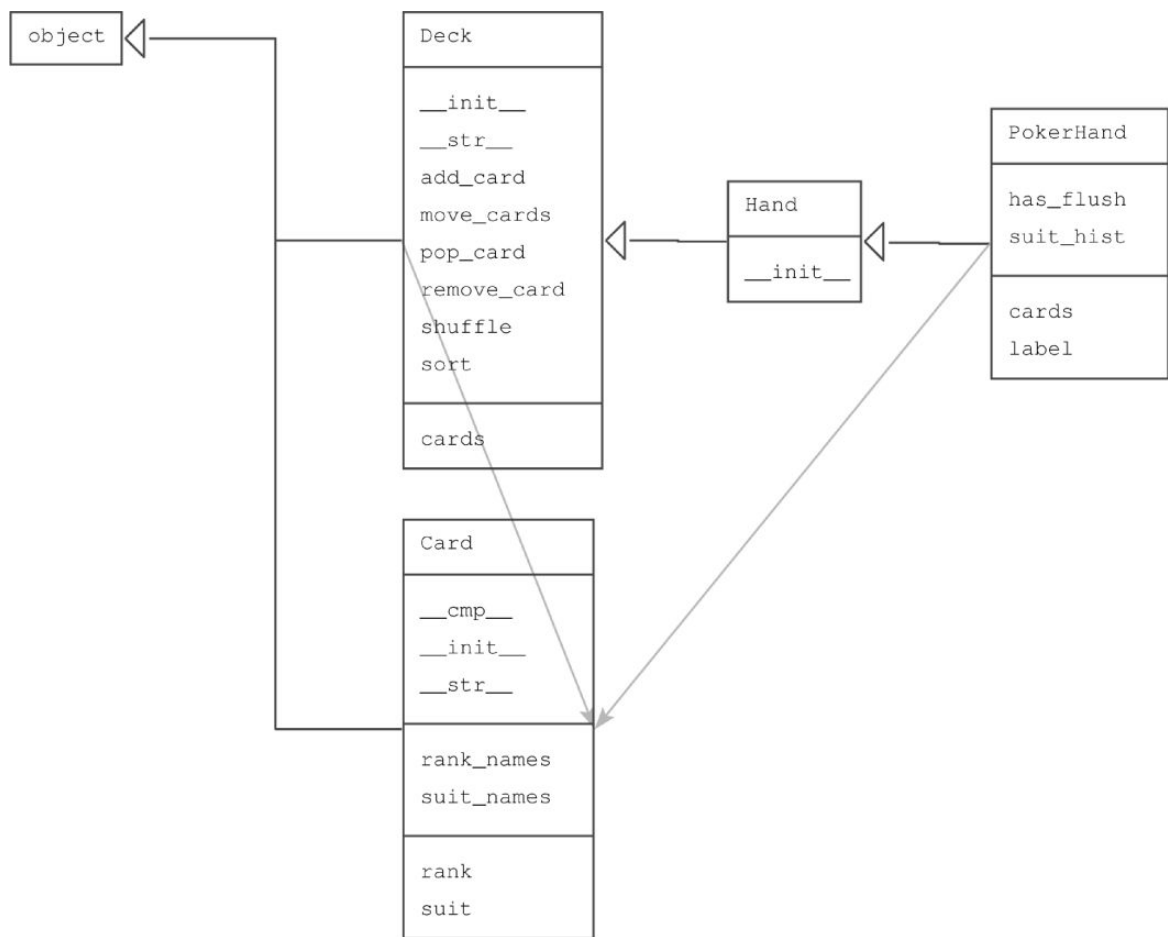 object
Deck
__init__
__str__
add_card
move_cards
pop_card
remove_card
shuffle
sort
cards
Hand
__init__
PokerHand
has_flush
suit_hist
cards
label
Card
__cmp__
__init__
__str__
rank_names
suit_names
rank
suit